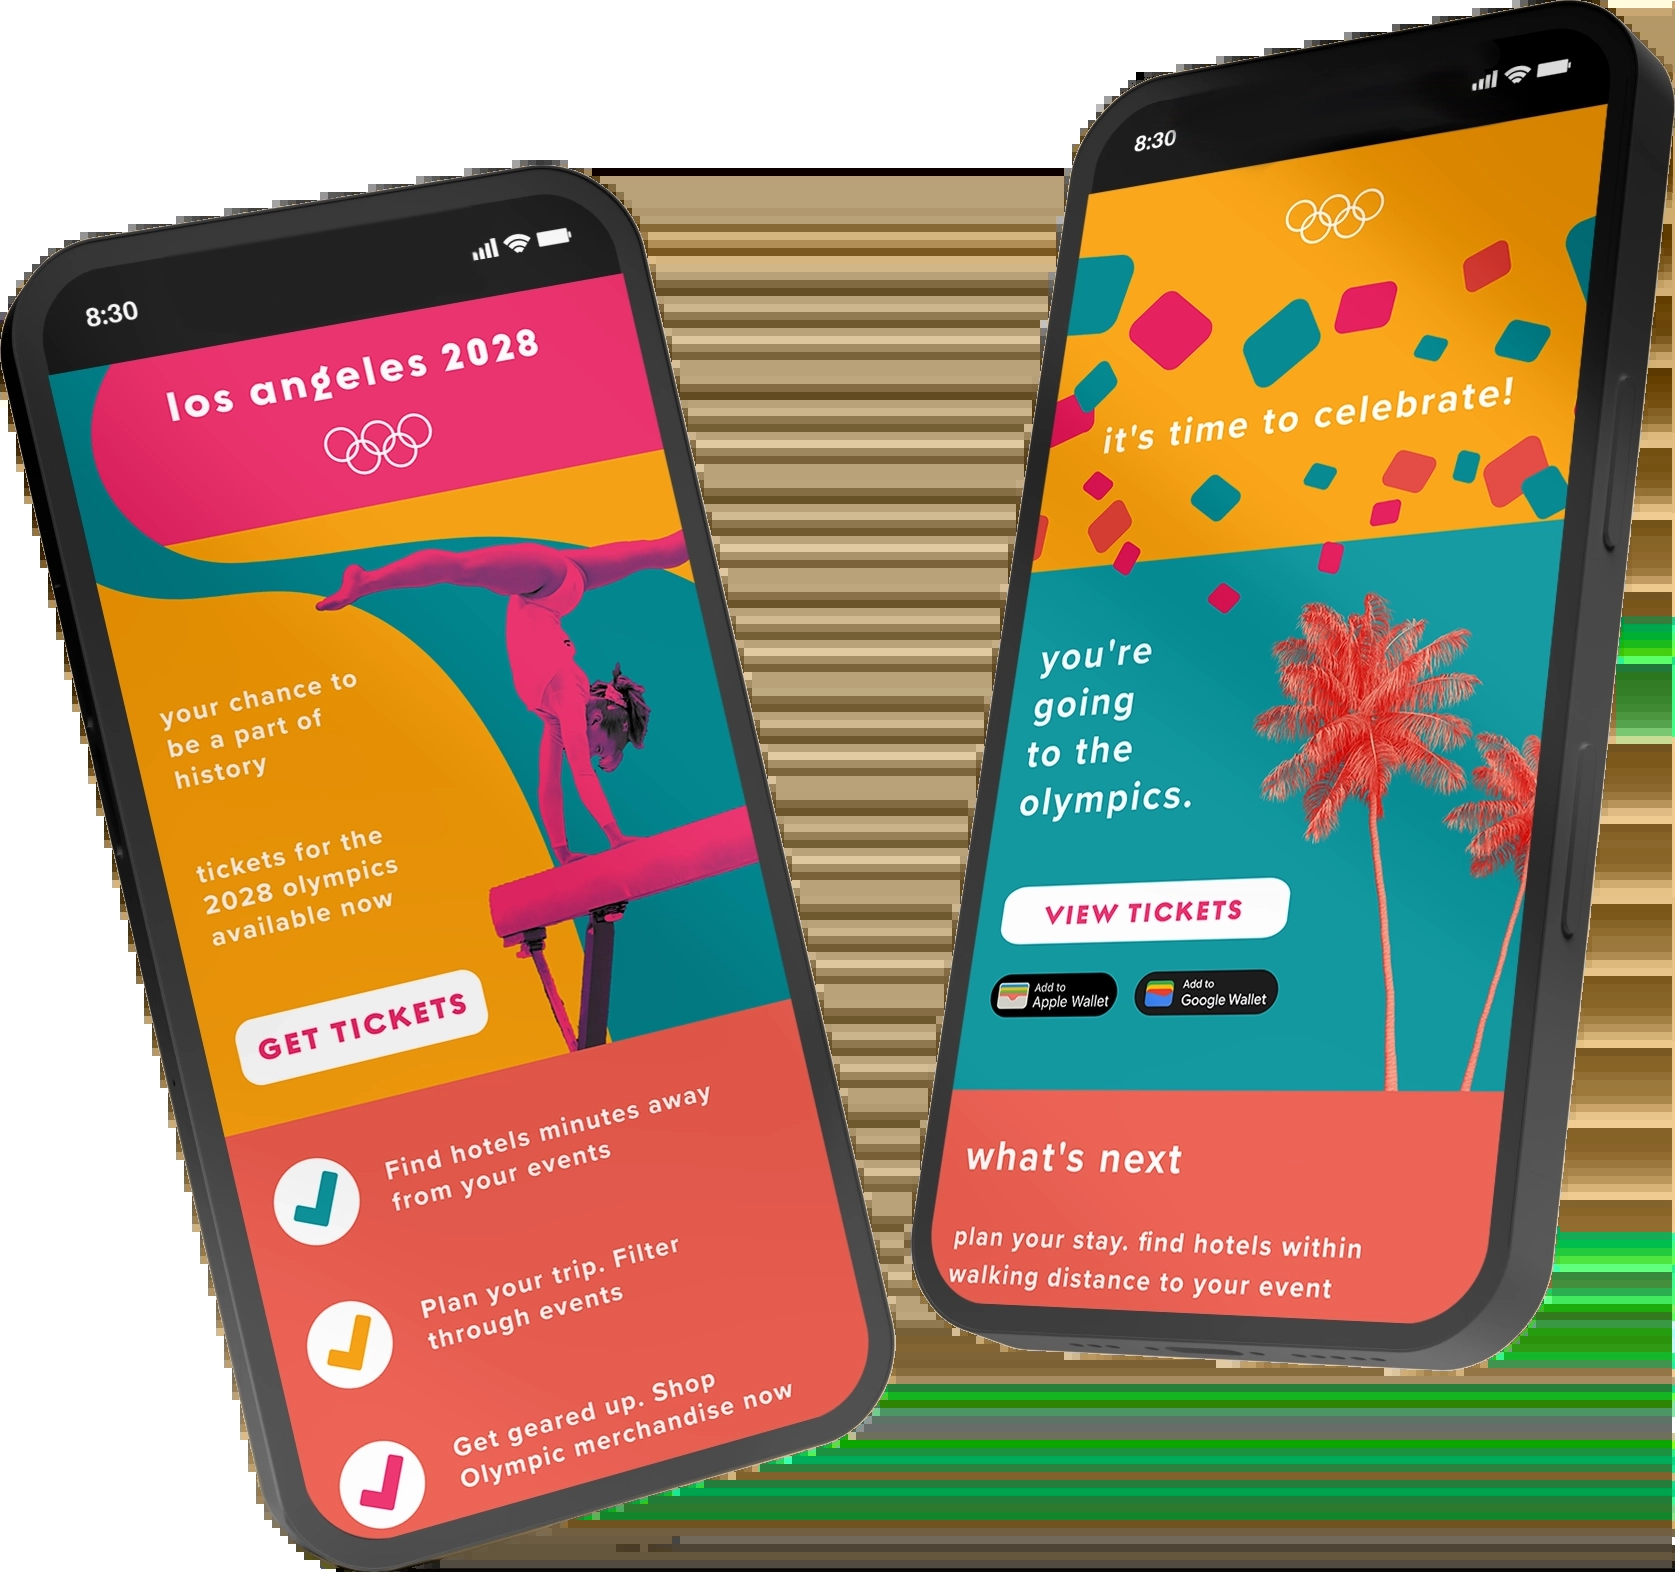 8:30
los angeles 2028
your chance to
be a part of
history
tickets for the
2028 olympics
available now
GET TICKETS
Find hotels minutes away
from your events
Plan your trip. Filter
through events
Get geared up. Shop
Olympic merchandise now
8:30
it's time to celebrate!
you're
going
to the
olympics.
VIEW TICKETS
Add to
Apple Wallet
Add to
Google Wallet
what's next
plan your stay. find hotels within
walking distance to your event